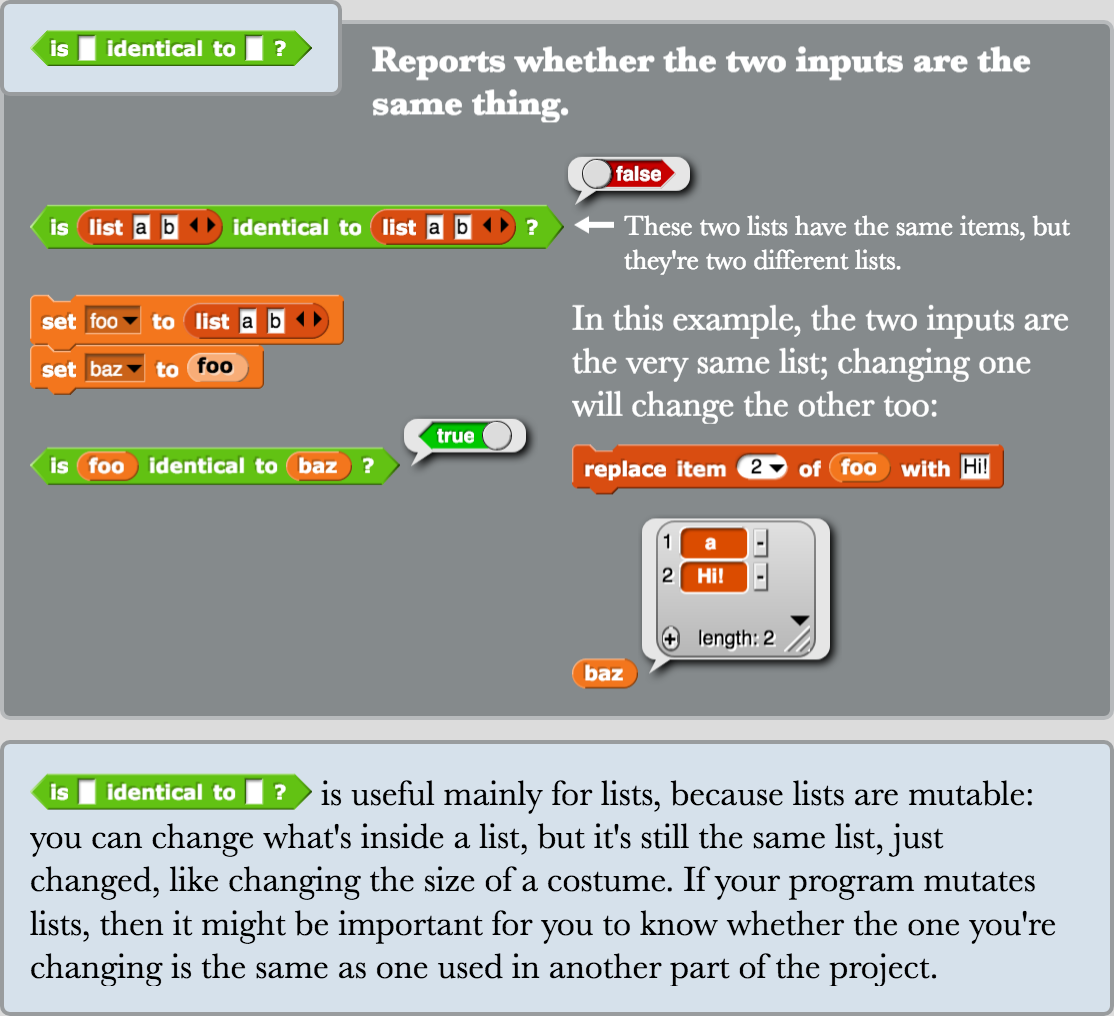 is identical to ?
Reports whether the two inputs are the
same thing.
false
is list a b identical to list a b ?
These two lists have the same items, but
they're two different lists.
set foo to list a b
set baz to foo
true
is foo identical to baz ?
In this example, the two inputs are
the very same list; changing one
will change the other too:
replace item 2 of foo with Hi!
1 a -
2 Hi! -
+ length: 2
baz
is identical to ? is useful mainly for lists, because lists are mutable:
you can change what's inside a list, but it's still the same list, just
changed, like changing the size of a costume. If your program mutates
lists, then it might be important for you to know whether the one you're
changing is the same as one used in another part of the project.